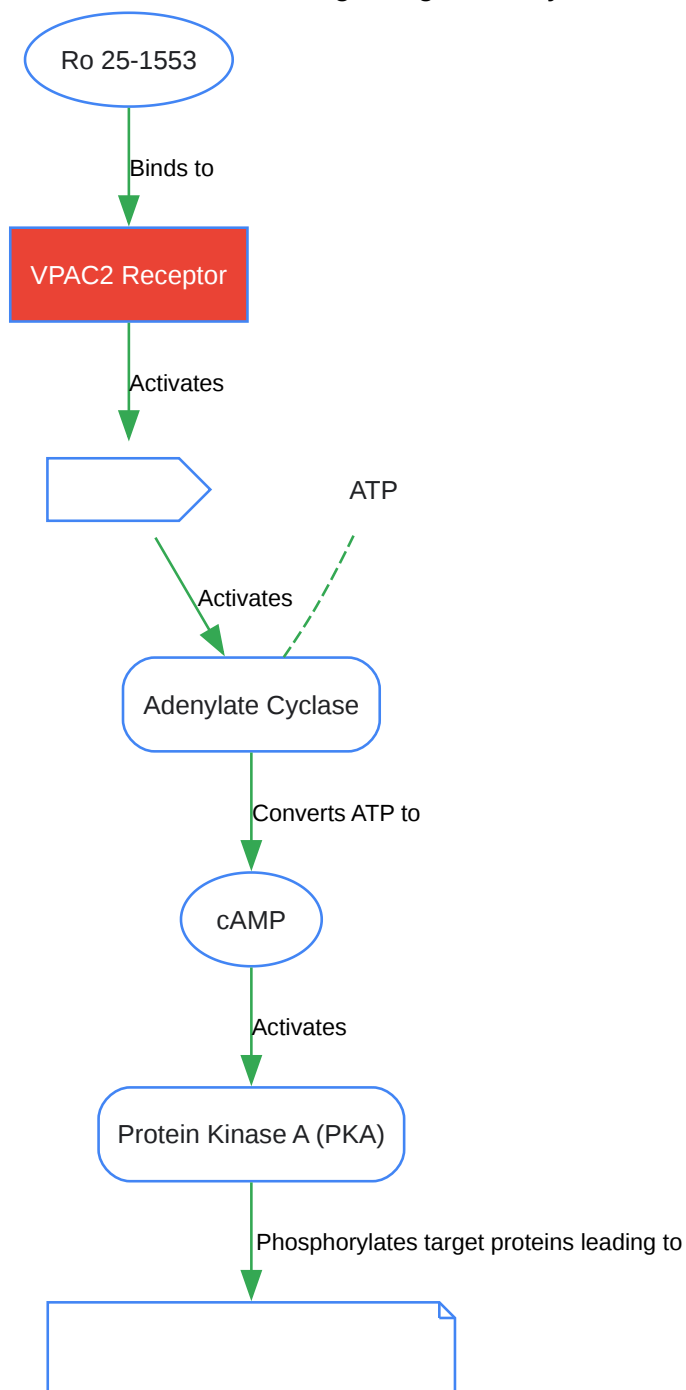 Ro 25-1553
Binds to
VPAC2 Receptor
Activates
ATP
Activates
Adenylate Cyclase
Converts ATP to
cAMP
Activates
Protein Kinase A (PKA)
Phosphorylates target proteins leading to